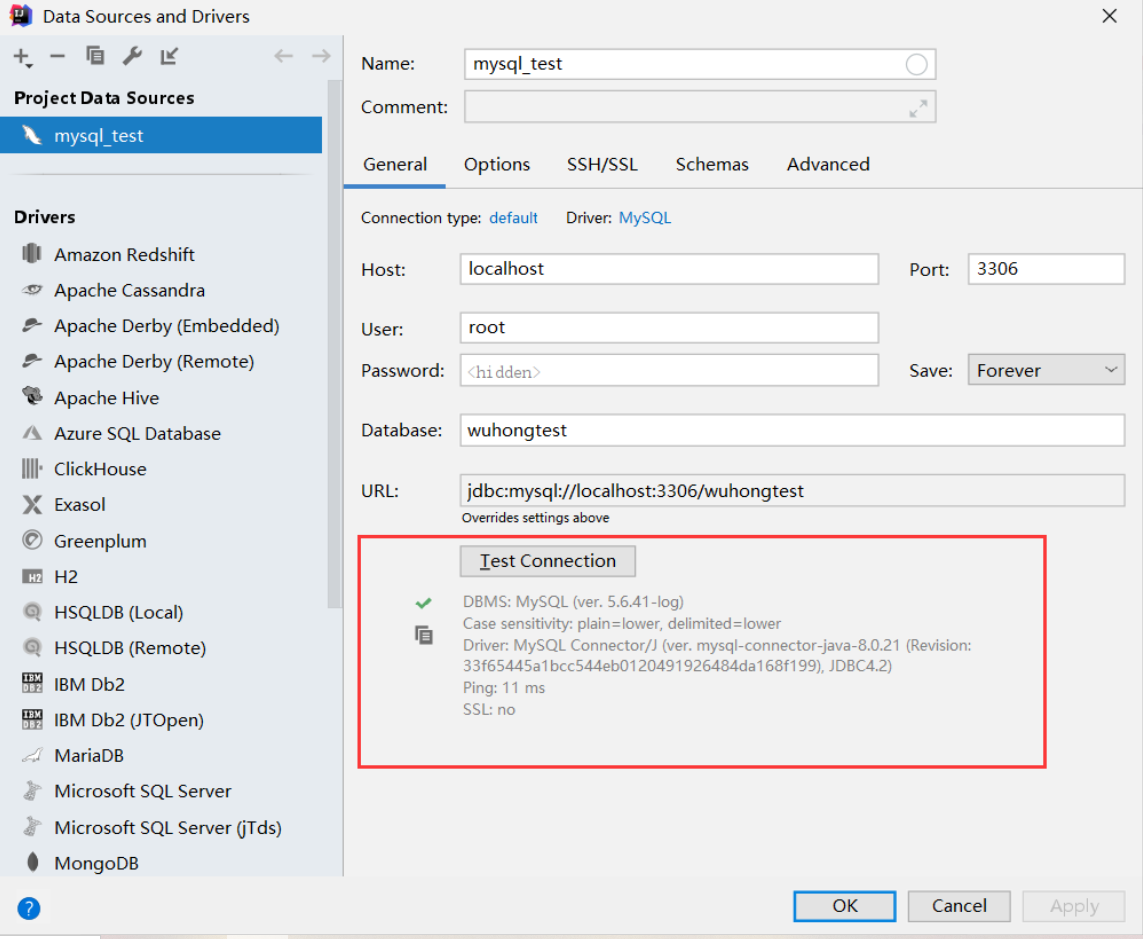 Data Sources and Drivers
Project Data Sources
mysql_test
Drivers
Amazon Redshift
Apache Cassandra
Apache Derby (Embedded)
Apache Derby (Remote)
Apache Hive
Azure SQL Database
ClickHouse
Exasol
Greenplum
H2
H2
HSQLDB (Local)
HSQLDB (Remote)
IBM DB2
IBM Db2
IBM DB2
IBM Db2 (JTOpen)
MariaDB
Microsoft SQL Server
Microsoft SQL Server (jTds)
MongoDB
?
Name: mysql_test
Comment:
General Options SSH/SSL Schemas Advanced
Connection type: default Driver: MySQL
Host: localhost Port: 3306
User: root
Password: <hidden> Save: Forever
Database: wuhongtest
URL: jdbc:mysql://localhost:3306/wuhongtest
Overrides settings above
Test Connection
DBMS: MySQL (ver. 5.6.41-log)
Case sensitivity: plain=lower, delimited=lower
Driver: MySQL Connector/J (ver. mysql-connector-java-8.0.21 (Revision:
33f65445a1bcc544eb0120491926484da168f199), JDBC4.2)
Ping: 11 ms
SSL: no
OK Cancel Apply